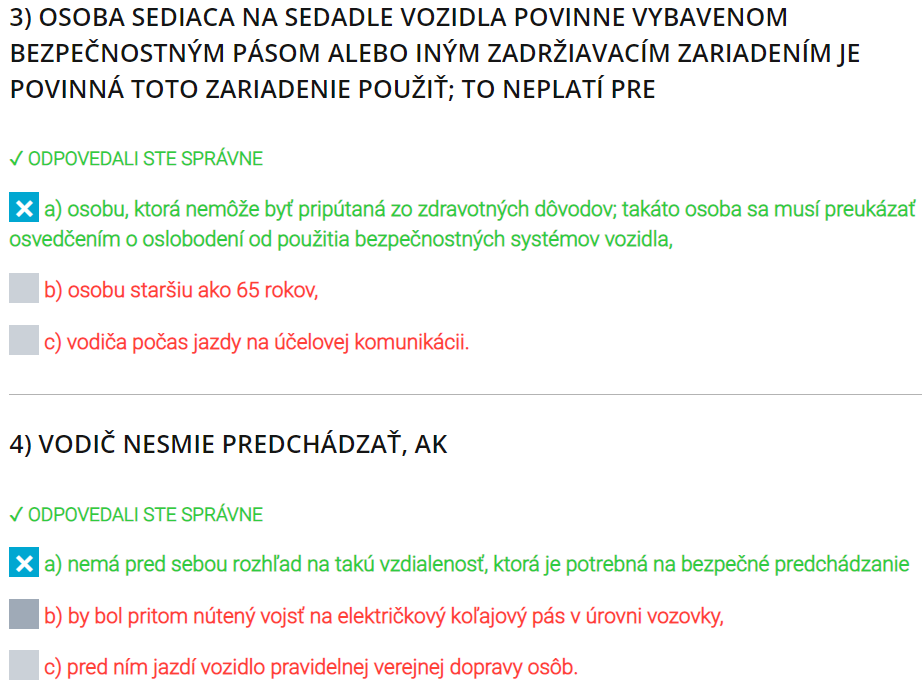 3) OSOBA SEDIACA NA SEDADLE VOZIDLA POVINNE VYBAVENOM
BEZPEČNOSTNÝM PÁSOM ALEBO INÝM ZADRŽIAVACÍM ZARIADENÍM JE
POVINNÁ TOTO ZARIADENIE POUŽIŤ; TO NEPLATÍ PRE
✓ ODPOVEDALI STE SPRÁVNE
a) osobu, ktorá nemôže byť pripútaná zo zdravotných dôvodov; takáto osoba sa musí preukázať
osvedčením o oslobodení od použitia bezpečnostných systémov vozidla,
b) osobu staršiu ako 65 rokov,
c) vodiča počas jazdy na účelovej komunikácii.
4) VODIČ NESMIE PREDCHÁDZAŤ, AK
✓ ODPOVEDALI STE SPRÁVNE
a) nemá pred sebou rozhľad na takú vzdialenosť, ktorá je potrebná na bezpečné predchádzanie
b) by bol pritom nútený vojsť na električkový koľajový pás v úrovni vozovky,
c) pred ním jazdí vozidlo pravidelnej verejnej dopravy osôb.